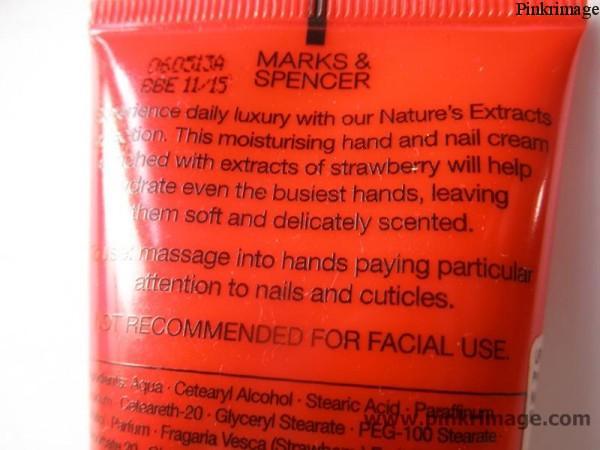 Pinkrimage
060313A
BBE 11/15
MARKS &
SPENCER
daily luxury with our Nature's Extracts
This moisturising hand and nail cream
with extracts of strawberry will help
even the busiest hands, leaving
them soft and delicately scented.
massage into hands paying particular
attention to nails and cuticles.
NOT RECOMMENDED FOR FACIAL USE.
Aqua · Cetearyl Alcohol · Stearic Acid · Paraffinum
Ceteareth-20 · Glyceryl Stearate · PEG-100 Stearate ·
Parfum · Fragaria Vesca
www.pinkrimage.com